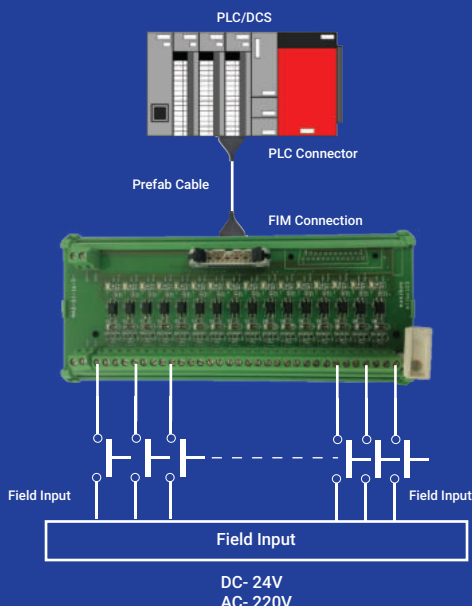 PLC/DCS
PLC Connector
Prefab Cable
FIM Connection
Field Input
Field Input
Field Input
DC- 24V
AC- 220V